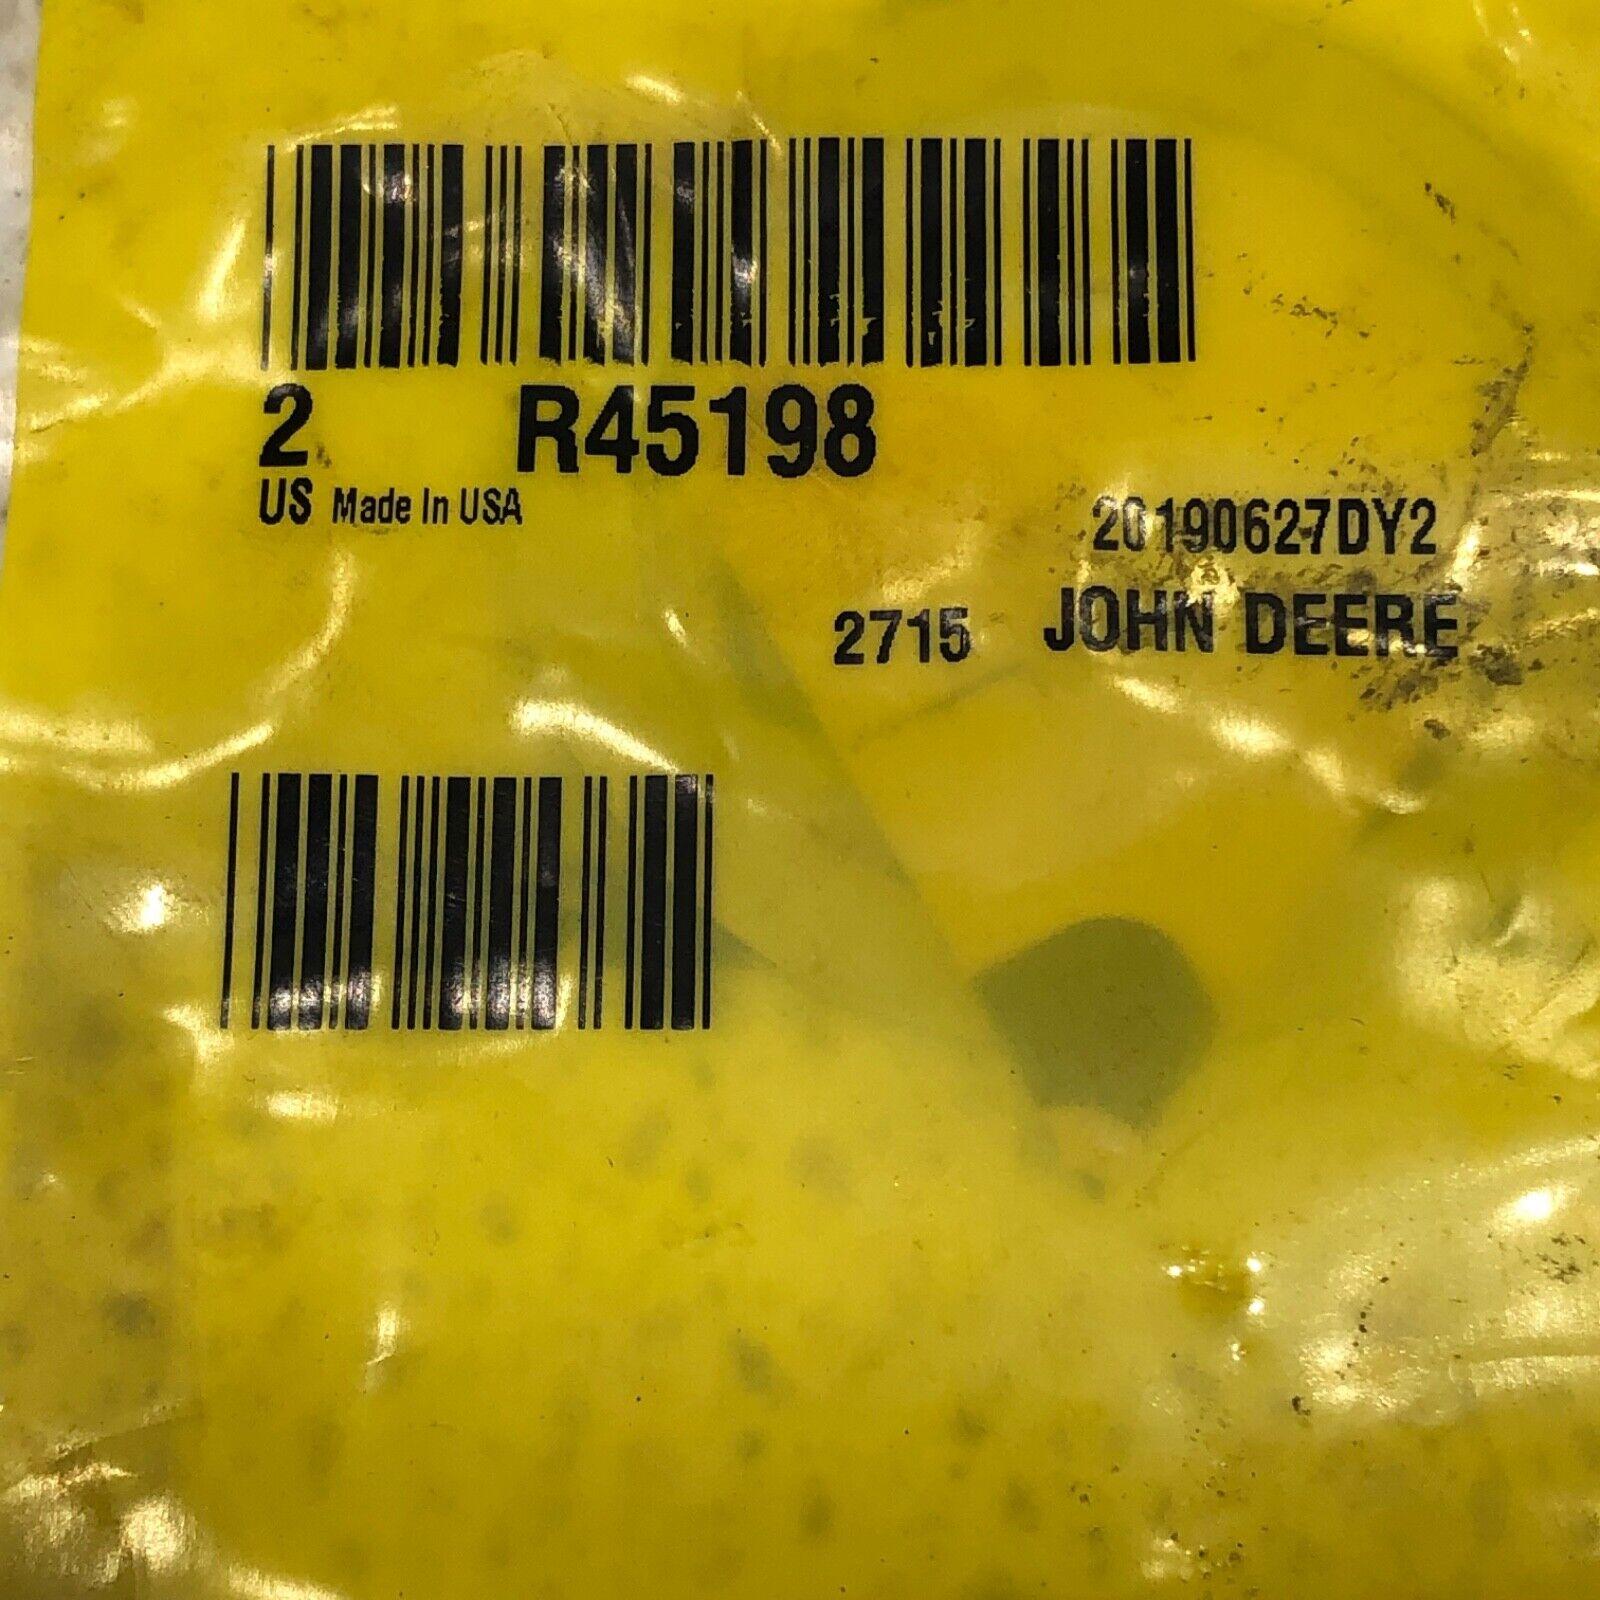 2 R45198
US Made In USA
20190627DY2
2715 JOHN DEERE